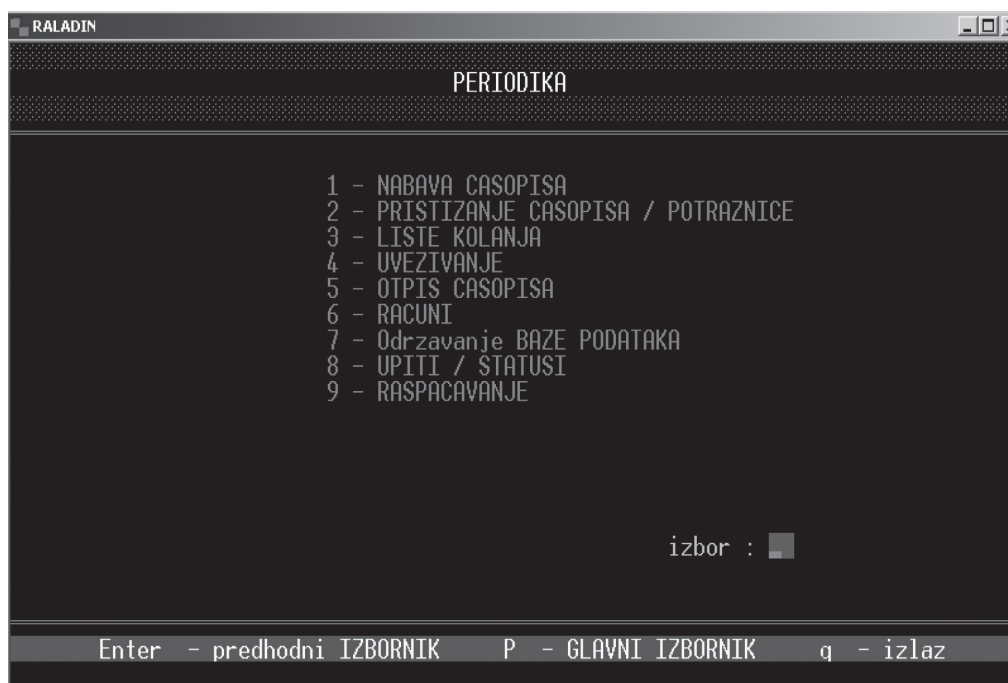 RALADIN
PERIODIKA
1 - NABAVA CASOPISA
2 - PRISTIZANJE CASOPISA / POTRAZNICE
3 - LISTE KOLANJA
4 - UVEZIVANJE
5 - OTPIS CASOPISA
6 - RACUNI
7 - Odrzavanje BAZE PODATAKA
8 - UPITI / STATUSI
9 - RASPACAVANJE
izbor :
Enter - predhodni IZBORNIK P - GLAVNI IZBORNIK q - izlaz